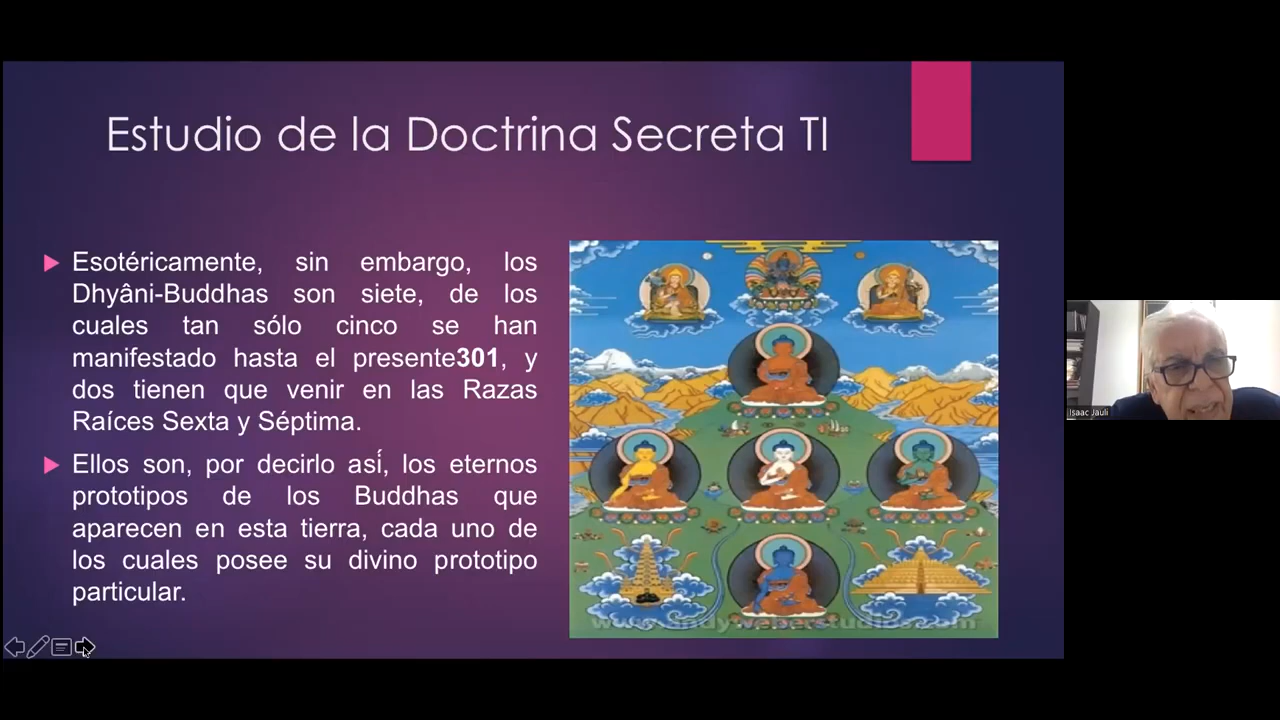 Estudio de la Doctrina Secreta TI
Esotéricamente, sin embargo, los
Dhyâni-Buddhas son siete, de los
cuales tan sólo cinco se han
manifestado hasta el presente301, y
dos tienen que venir en las Razas
Raíces Sexta y Séptima.
Ellos son, por decirlo así, los eternos
prototipos de los Buddhas que
aparecen en esta tierra, cada uno de
los cuales posee su divino prototipo
particular.
Isaac Jauli